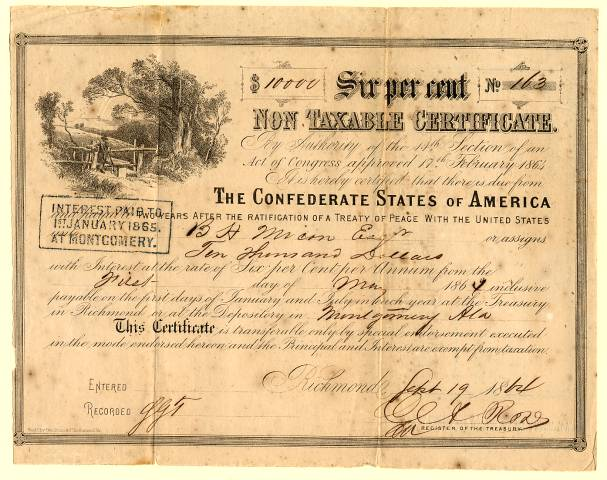 $ 10000 Six per cent No 163
NON TAXABLE CERTIFICATE.
By Authority of the 14th Section of an
Act of Congress approved 17th February 1864
It is hereby certified that there is due from
THE CONFEDERATE STATES OF AMERICA
TWO YEARS AFTER THE RATIFICATION OF A TREATY OF PEACE WITH THE UNITED STATES
INTEREST PAID TO
1st JANUARY 1865.
AT MONTGOMERY.
B H Micou Esqr or assigns
Ten Thousand Dollars
with Interest at the rate of Six per Cent per Annum from the
First day of May 1864 inclusive
payable on the first days of January and July in each year at the Treasury
in Richmond or at the Depository in Montgomery Ala
This Certificate is transferable only by special endorsement executed
in the mode endorsed hereon and the Principal and Interest are exempt from taxation.
Richmond Sept 19 1864
ENTERED
RECORDED
REGISTER OF THE TREASURY